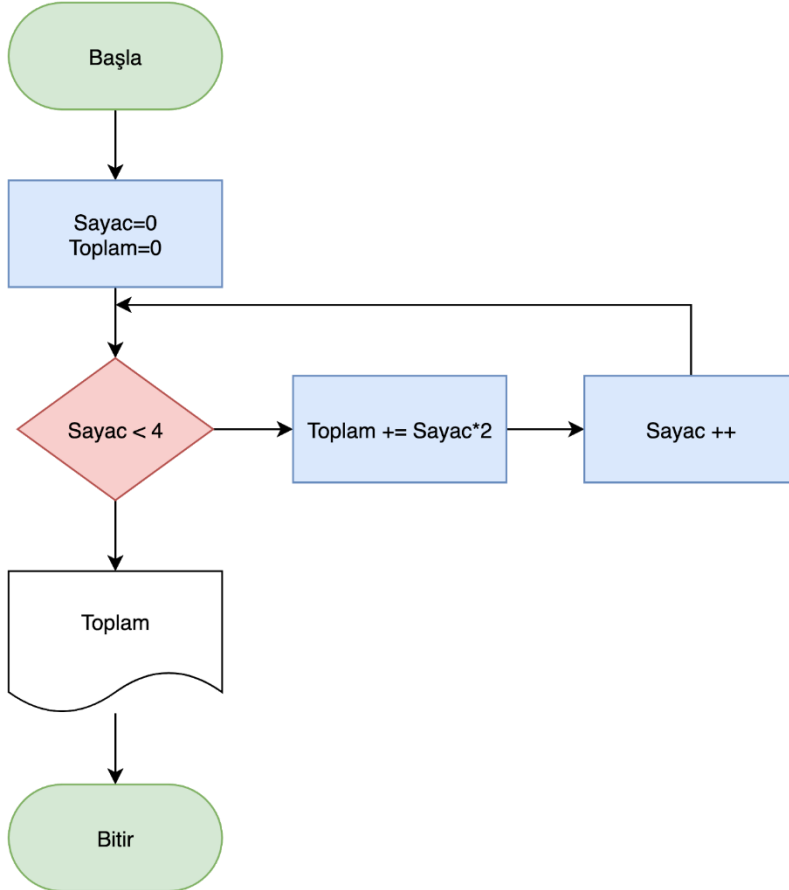 Başla
Sayac=0
Toplam=0
Sayac < 4
Toplam += Sayac*2
Sayac ++
Toplam
Bitir